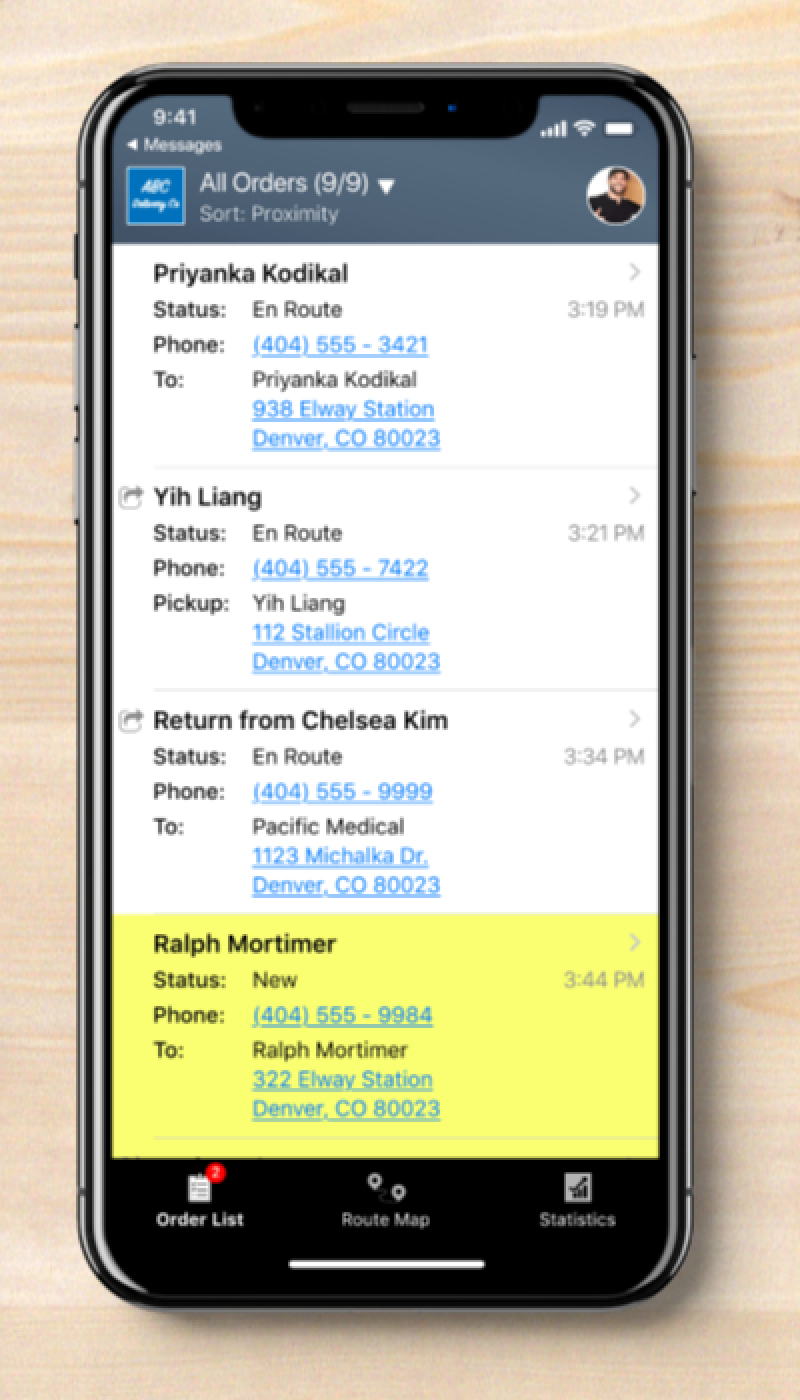 9:41
Messages
ABC
Delivery Co
All Orders (9/9)
Sort: Proximity
Priyanka Kodikal
Status: En Route 3:19 PM
Phone: (404) 555 - 3421
To: Priyanka Kodikal
938 Elway Station
Denver, CO 80023
Yih Liang
Status: En Route 3:21 PM
Phone: (404) 555 - 7422
Pickup: Yih Liang
112 Stallion Circle
Denver, CO 80023
Return from Chelsea Kim
Status: En Route 3:34 PM
Phone: (404) 555 - 9999
To: Pacific Medical
1123 Michalka Dr.
Denver, CO 80023
Ralph Mortimer
Status: New 3:44 PM
Phone: (404) 555 - 9984
To: Ralph Mortimer
322 Elway Station
Denver, CO 80023
2
Order List Route Map Statistics